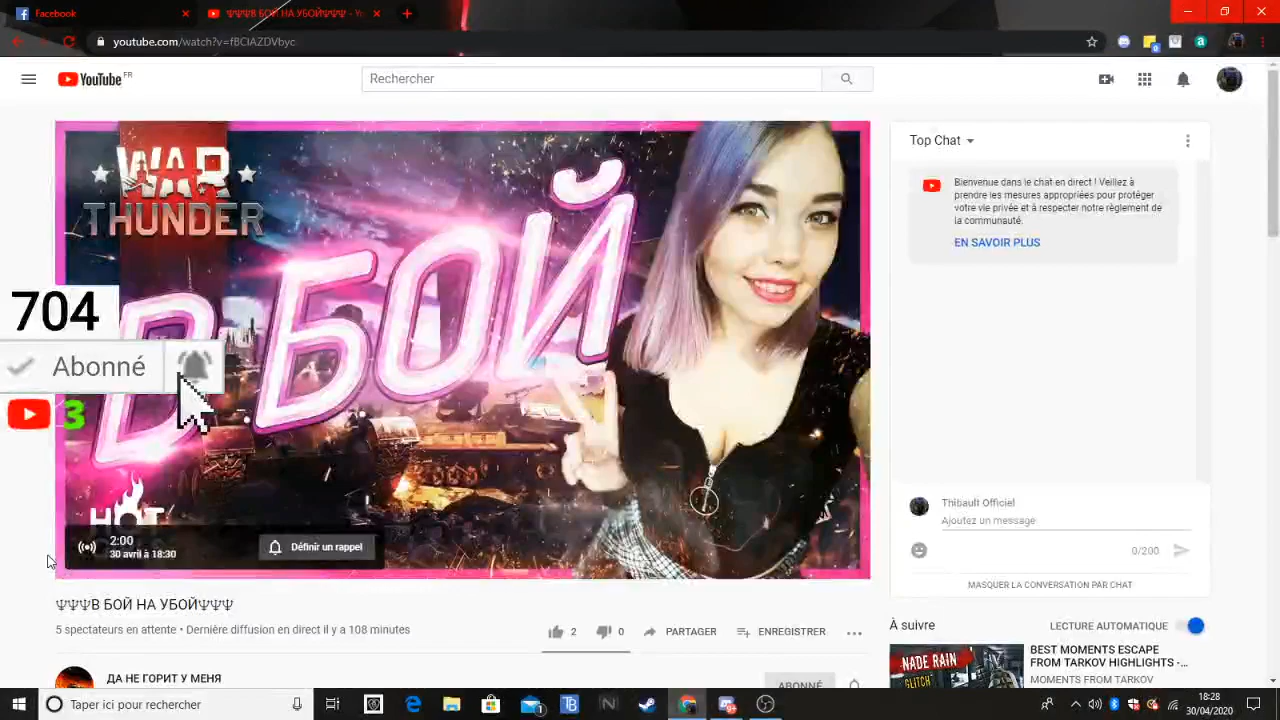 Facebook
ΨΨΨВ БОЙ НА УБОЙΨΨΨ - Yo
youtube.com/watch?v=fBCIAZDVbyc
YouTube FR
Rechercher
WAR
THUNDER
В БОЙ
HOT
704
Abonné
3
2:00
30 avril à 18:30
Définir un rappel
Top Chat
Bienvenue dans le chat en direct ! Veillez à
prendre les mesures appropriées pour protéger
votre vie privée et à respecter notre règlement de
la communauté.
EN SAVOIR PLUS
Thibault Officiel
Ajoutez un message
0/200
MASQUER LA CONVERSATION PAR CHAT
ΨΨΨВ БОЙ НА УБОЙΨΨΨ
5 spectateurs en attente • Dernière diffusion en direct il y a 108 minutes
2
0
PARTAGER
ENREGISTRER
ДА НЕ ГОРИТ У МЕНЯ
ABONNÉ
À suivre
LECTURE AUTOMATIQUE
NADE RAIN
GLITCH
BEST MOMENTS ESCAPE
FROM TARKOV HIGHLIGHTS -...
MOMENTS FROM TARKOV
Taper ici pour rechercher
18:28
30/04/2020